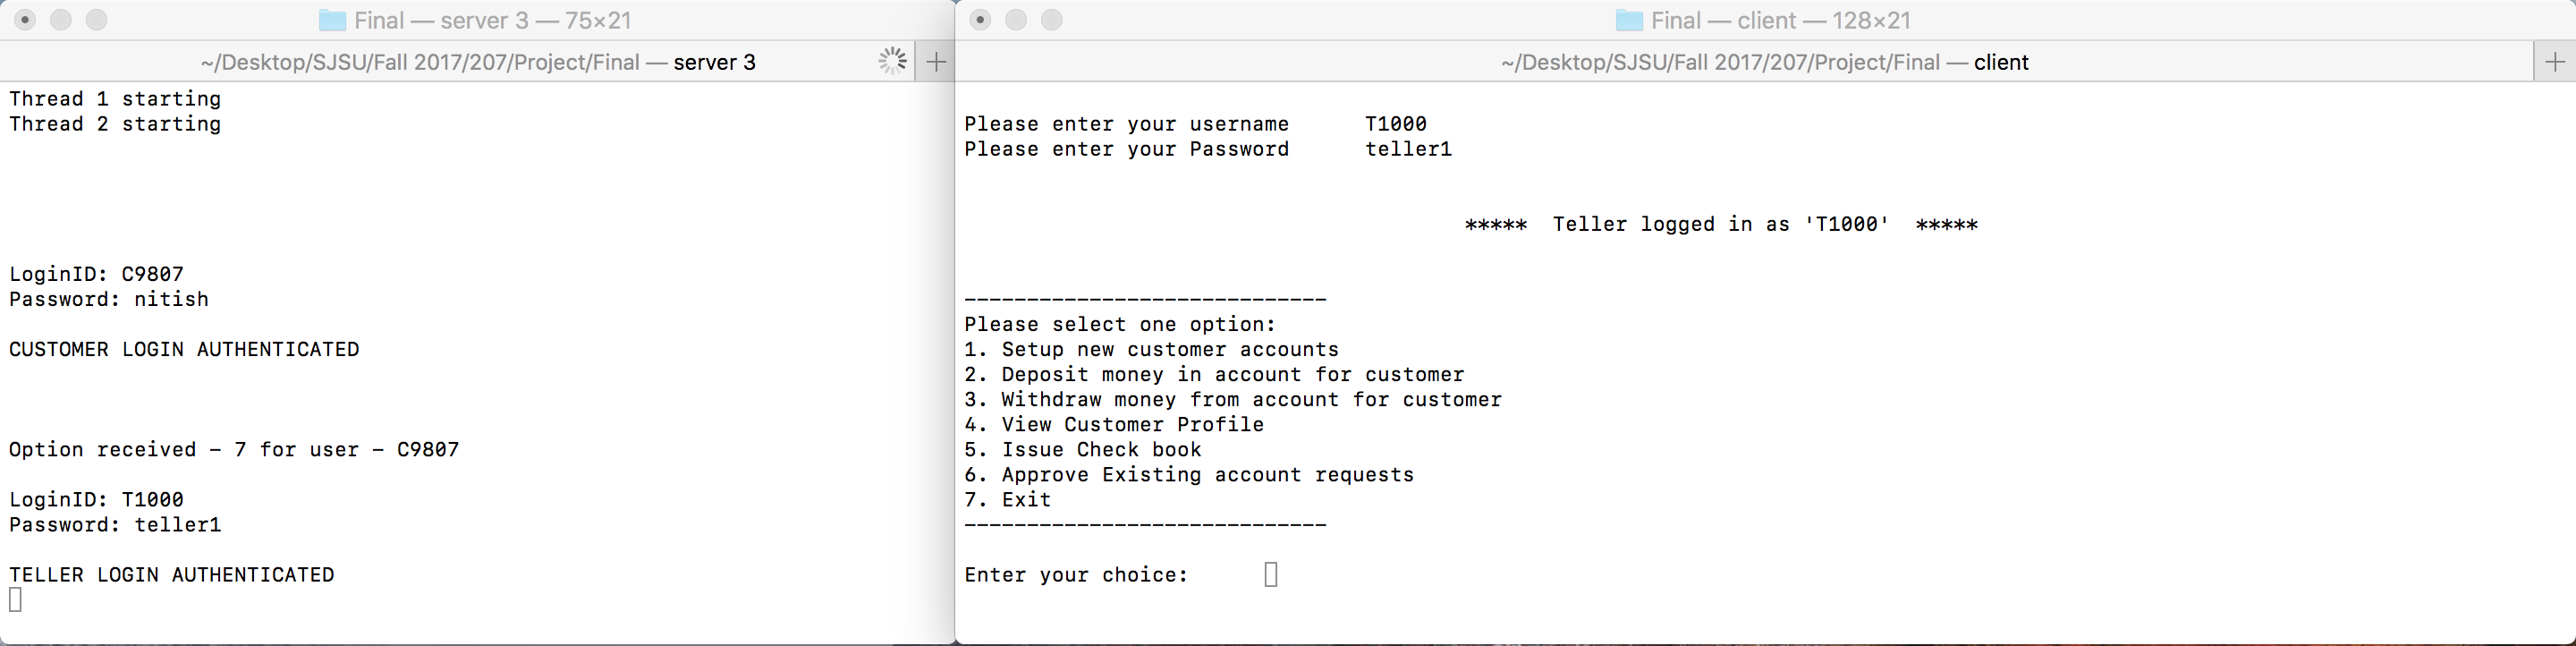 Final — server 3 — 75×21
~/Desktop/SJSU/Fall 2017/207/Project/Final — server 3
+
Thread 1 starting
Thread 2 starting
LoginID: C9807
Password: nitish
CUSTOMER LOGIN AUTHENTICATED
Option received – 7 for user – C9807
LoginID: T1000
Password: teller1
TELLER LOGIN AUTHENTICATED
Final — client — 128×21
~/Desktop/SJSU/Fall 2017/207/Project/Final — client
+
Please enter your username T1000
Please enter your Password teller1
***** Teller logged in as 'T1000' *****
-----------------------------
Please select one option:
1. Setup new customer accounts
2. Deposit money in account for customer
3. Withdraw money from account for customer
4. View Customer Profile
5. Issue Check book
6. Approve Existing account requests
7. Exit
-----------------------------
Enter your choice: